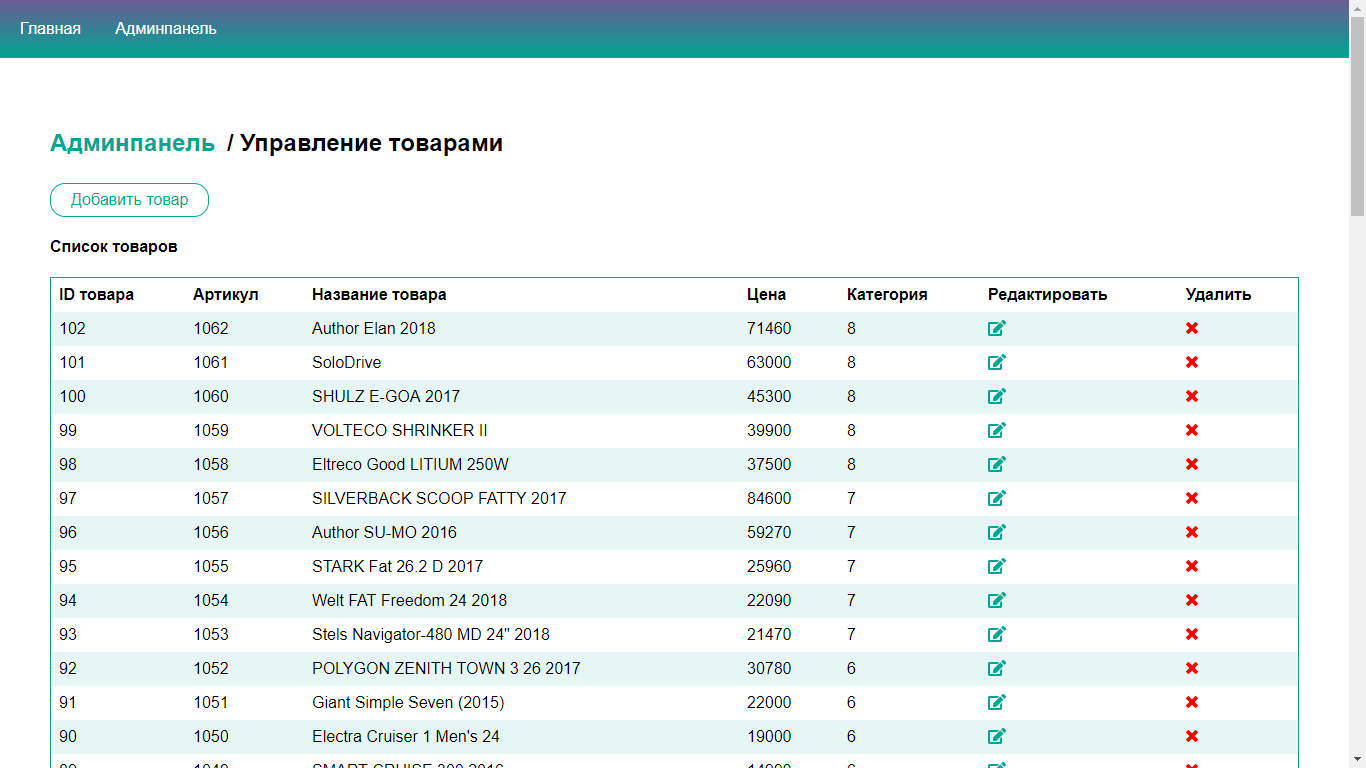 Главная Админпанель
Админпанель / Управление товарами
Добавить товар
Список товаров
ID товара Артикул Название товара Цена Категория Редактировать Удалить
102 1062 Author Elan 2018 71460 8
101 1061 SoloDrive 63000 8
100 1060 SHULZ E-GOA 2017 45300 8
99 1059 VOLTECO SHRINKER II 39900 8
98 1058 Eltreco Good LITIUM 250W 37500 8
97 1057 SILVERBACK SCOOP FATTY 2017 84600 7
96 1056 Author SU-MO 2016 59270 7
95 1055 STARK Fat 26.2 D 2017 25960 7
94 1054 Welt FAT Freedom 24 2018 22090 7
93 1053 Stels Navigator-480 MD 24" 2018 21470 7
92 1052 POLYGON ZENITH TOWN 3 26 2017 30780 6
91 1051 Giant Simple Seven (2015) 22000 6
90 1050 Electra Cruiser 1 Men's 24 19000 6